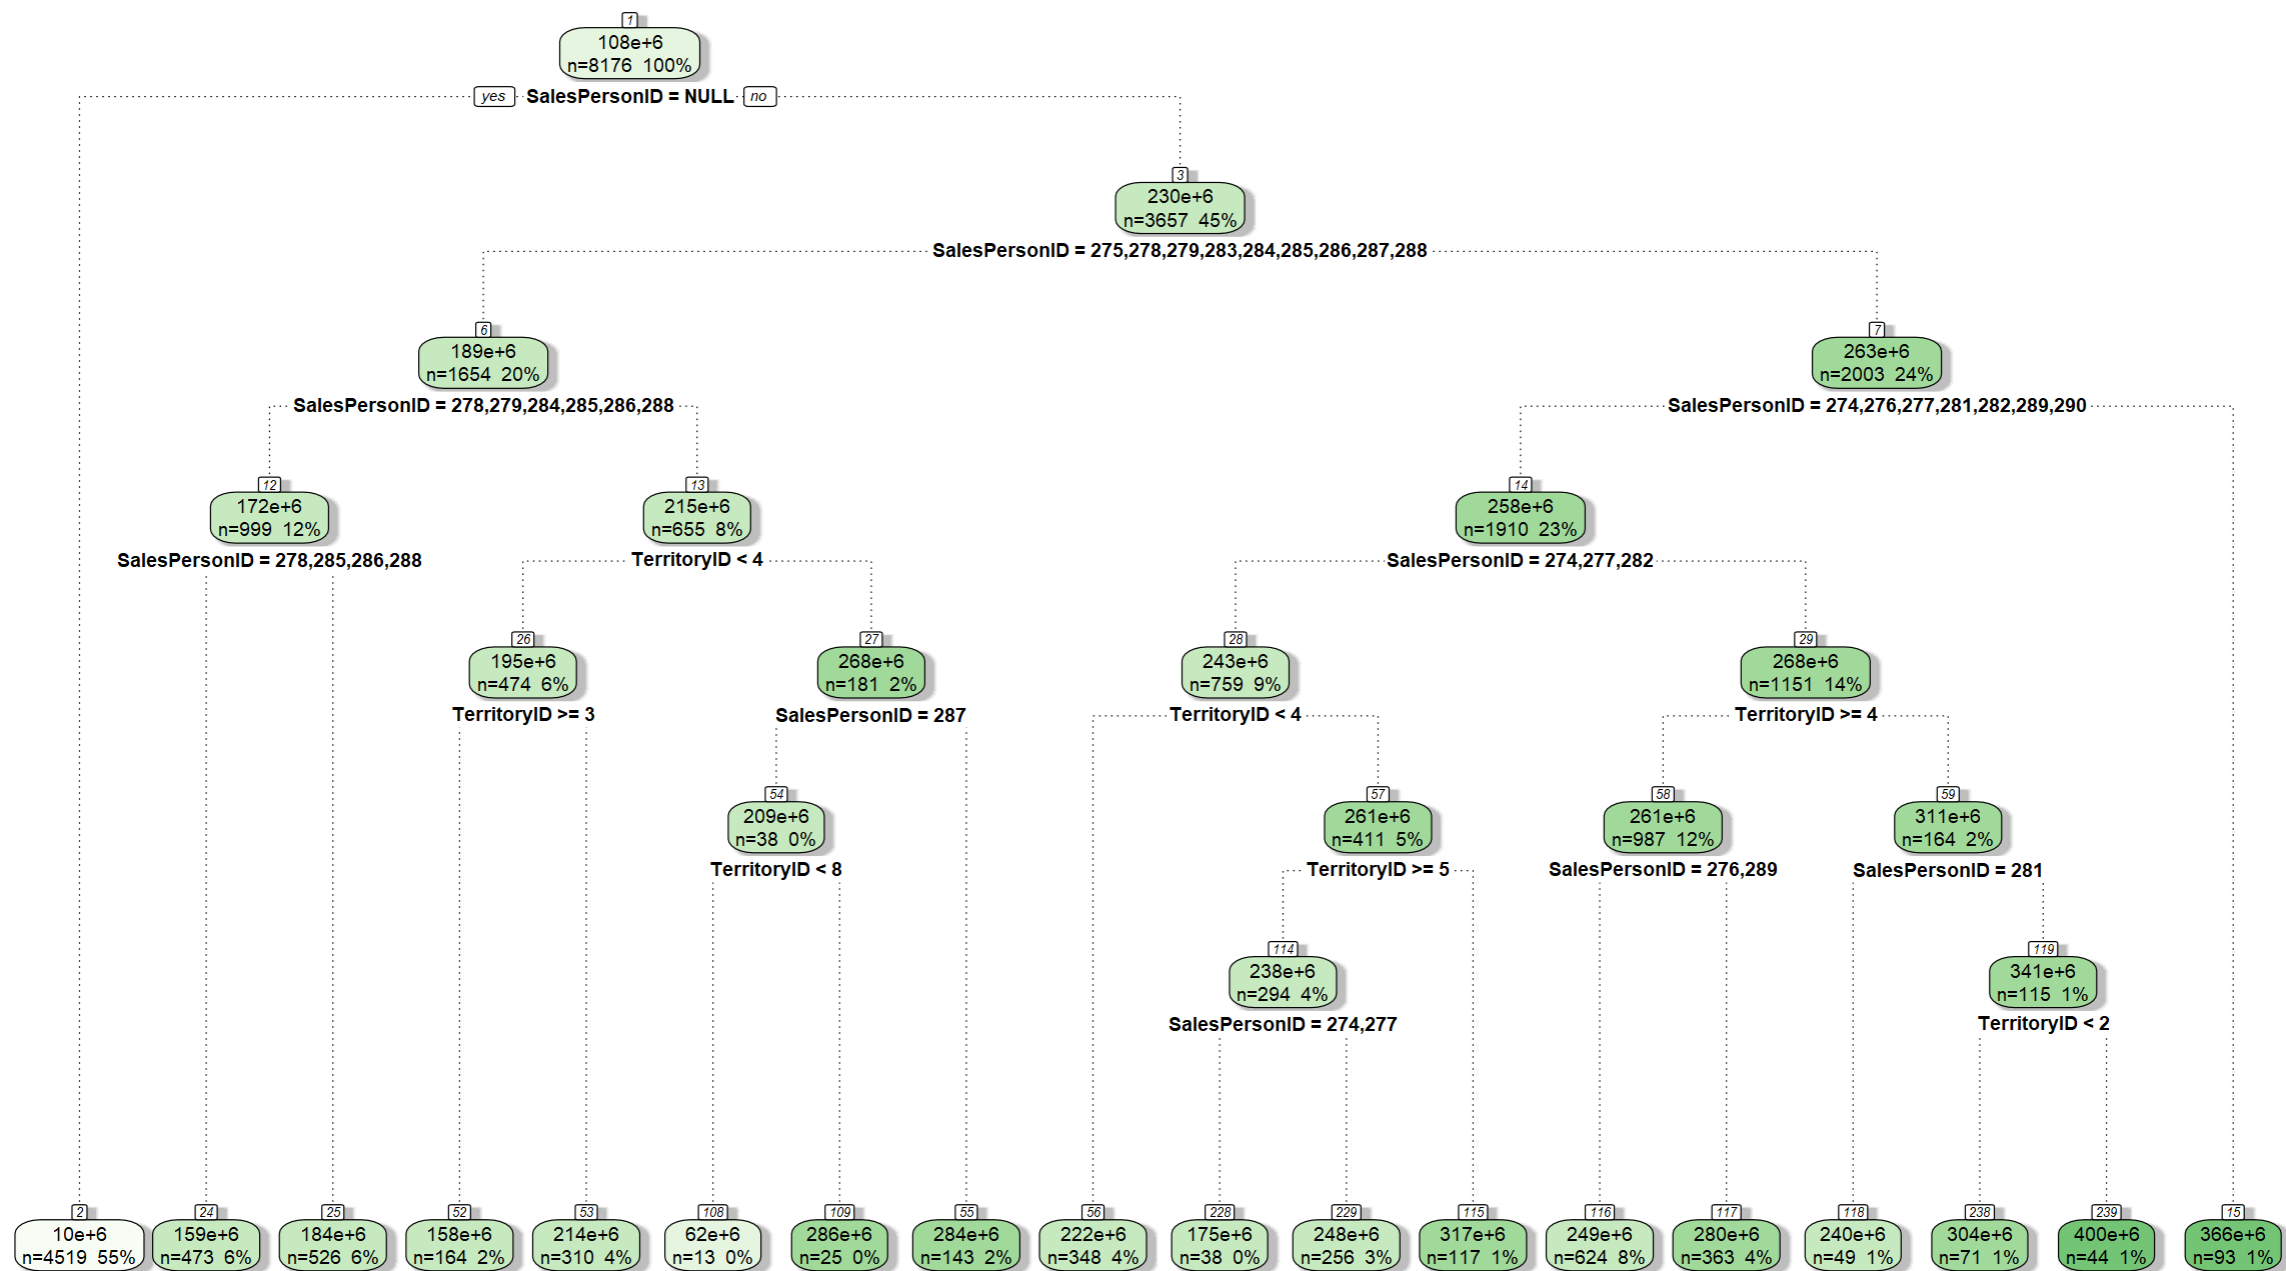 1
108e+6
n=8176 100%
yes SalesPersonID = NULL no
3
230e+6
n=3657 45%
SalesPersonID = 275,278,279,283,284,285,286,287,288
6 7
189e+6 263e+6
n=1654 20% n=2003 24%
SalesPersonID = 278,279,284,285,286,288 SalesPersonID = 274,276,277,281,282,289,290
12 13 14
172e+6 215e+6 258e+6
n=999 12% n=655 8% n=1910 23%
SalesPersonID = 278,285,286,288 TerritoryID < 4 SalesPersonID = 274,277,282
26 27 28 29
195e+6 268e+6 243e+6 268e+6
n=474 6% n=181 2% n=759 9% n=1151 14%
TerritoryID >= 3 SalesPersonID = 287 TerritoryID < 4 TerritoryID >= 4
54 57 58 59
209e+6 261e+6 261e+6 311e+6
n=38 0% n=411 5% n=987 12% n=164 2%
TerritoryID < 8 TerritoryID >= 5 SalesPersonID = 276,289 SalesPersonID = 281
114 119
238e+6 341e+6
n=294 4% n=115 1%
SalesPersonID = 274,277 TerritoryID < 2
2 24 25 52 53 108 109 55 56 228 229 115 116 117 118 238 239 15
10e+6 159e+6 184e+6 158e+6 214e+6 62e+6 286e+6 284e+6 222e+6 175e+6 248e+6 317e+6 249e+6 280e+6 240e+6 304e+6 400e+6 366e+6
n=4519 55% n=473 6% n=526 6% n=164 2% n=310 4% n=13 0% n=25 0% n=143 2% n=348 4% n=38 0% n=256 3% n=117 1% n=624 8% n=363 4% n=49 1% n=71 1% n=44 1% n=93 1%